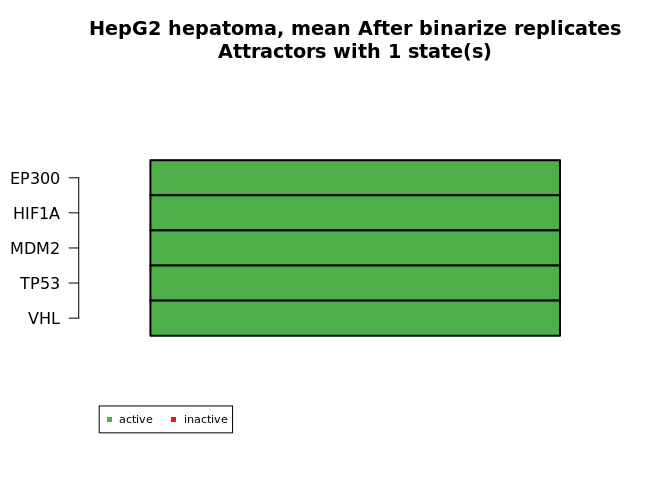 HepG2 hepatoma, mean After binarize replicates
Attractors with 1 state(s)
EP300
HIF1A
MDM2
TP53
VHL
active inactive